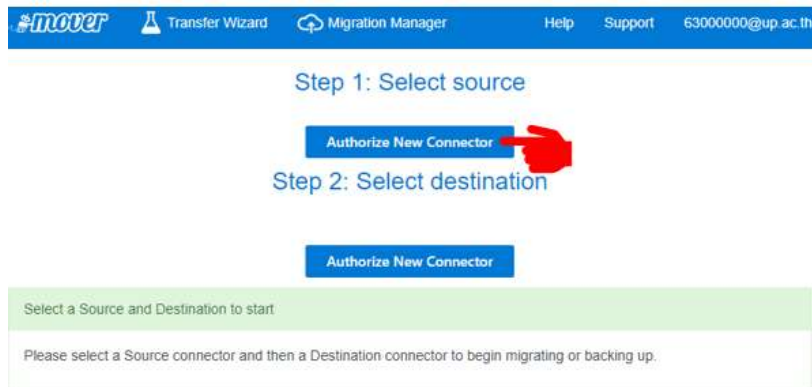 mover Transfer Wizard Migration Manager Help Support 63000000@up.ac.th
Step 1: Select source
Authorize New Connector
Step 2: Select destination
Authorize New Connector
Select a Source and Destination to start
Please select a Source connector and then a Destination connector to begin migrating or backing up.